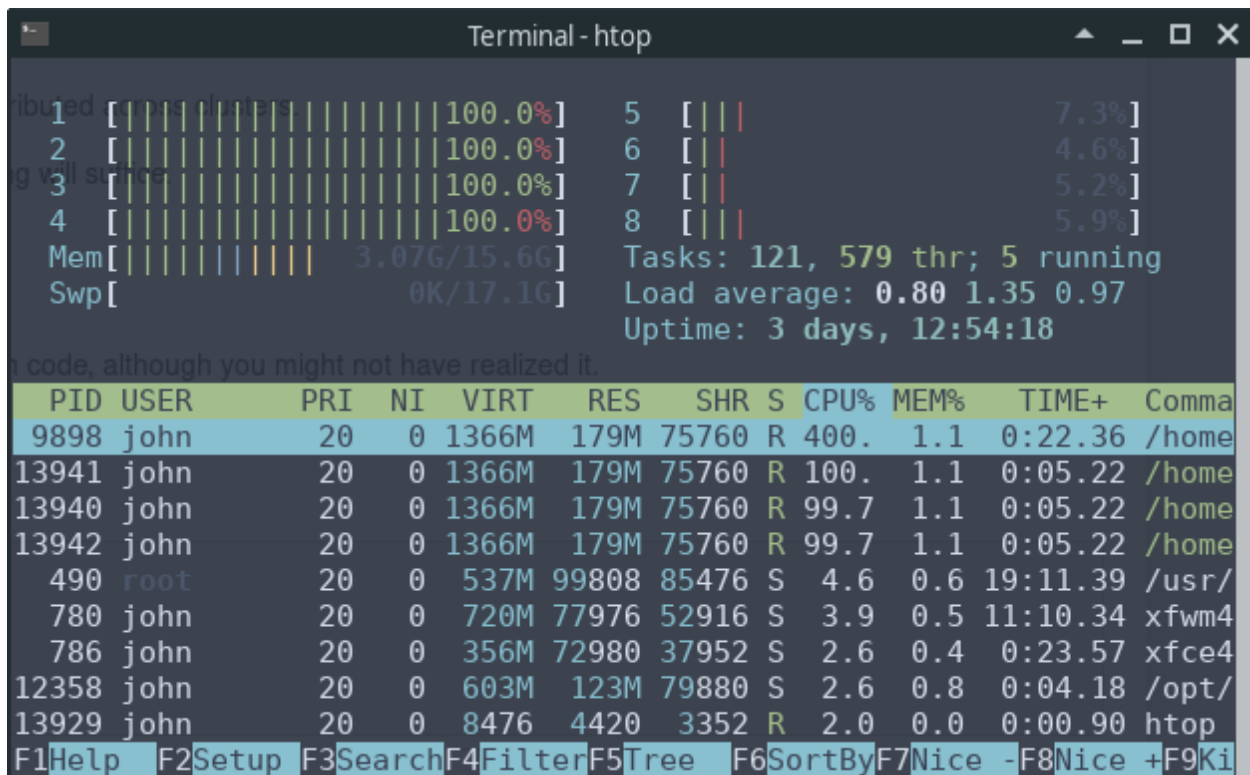 Terminal - htop
ributed across clusters.
1 [||||||||||||||||||100.0%] 5 [||| 7.3%]
2 [||||||||||||||||||100.0%] 6 [|| 4.6%]
g will suffice.
3 [||||||||||||||||||100.0%] 7 [|| 5.2%]
4 [||||||||||||||||||100.0%] 8 [||| 5.9%]
Mem[||||||||||| 3.07G/15.6G] Tasks: 121, 579 thr; 5 running
Swp[ 0K/17.1G] Load average: 0.80 1.35 0.97
Uptime: 3 days, 12:54:18
code, although you might not have realized it.
PID USER PRI NI VIRT RES SHR S CPU% MEM% TIME+ Comma
9898 john 20 0 1366M 179M 75760 R 400. 1.1 0:22.36 /home
13941 john 20 0 1366M 179M 75760 R 100. 1.1 0:05.22 /home
13940 john 20 0 1366M 179M 75760 R 99.7 1.1 0:05.22 /home
13942 john 20 0 1366M 179M 75760 R 99.7 1.1 0:05.22 /home
490 root 20 0 537M 99808 85476 S 4.6 0.6 19:11.39 /usr/
780 john 20 0 720M 77976 52916 S 3.9 0.5 11:10.34 xfwm4
786 john 20 0 356M 72980 37952 S 2.6 0.4 0:23.57 xfce4
12358 john 20 0 603M 123M 79880 S 2.6 0.8 0:04.18 /opt/
13929 john 20 0 8476 4420 3352 R 2.0 0.0 0:00.90 htop
F1Help F2Setup F3SearchF4FilterF5Tree F6SortByF7Nice -F8Nice +F9Ki